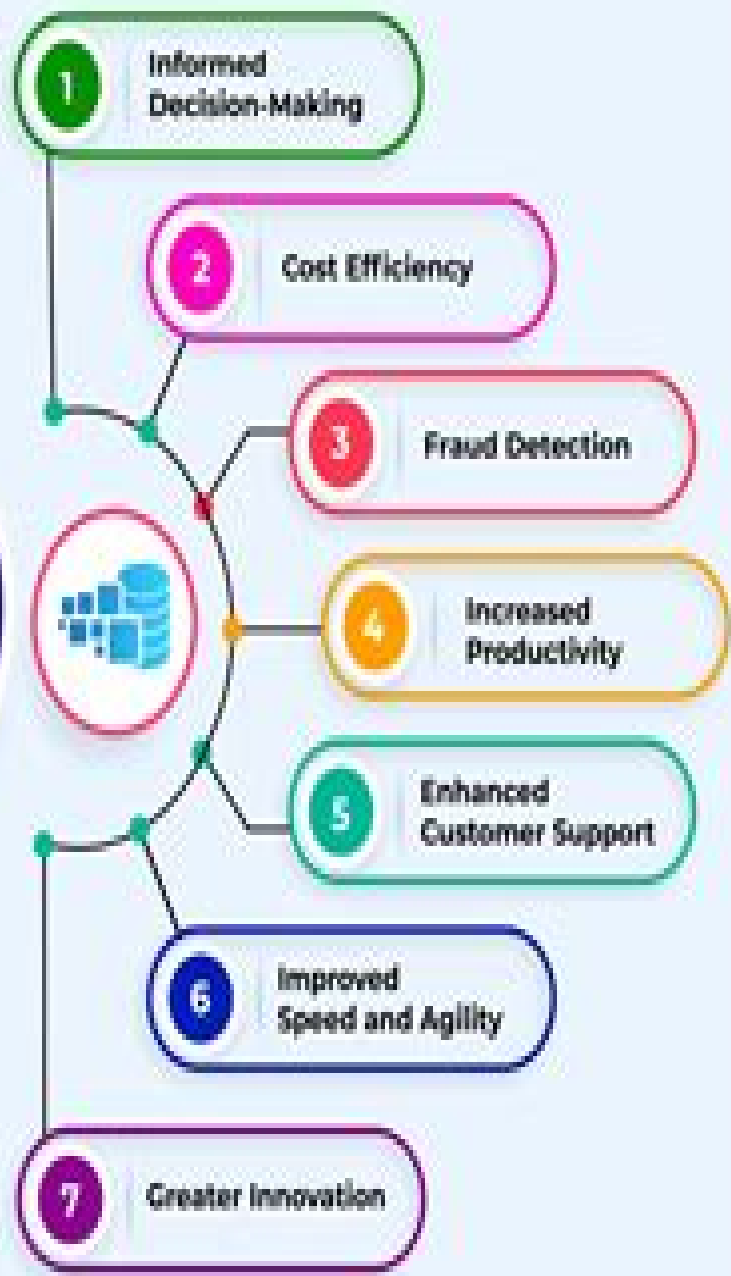 1
Informed
Decision-Making
2
Cost Efficiency
3
Fraud Detection
4
Increased
Productivity
5
Enhanced
Customer Support
6
Improved
Speed and Agility
7
Greater Innovation